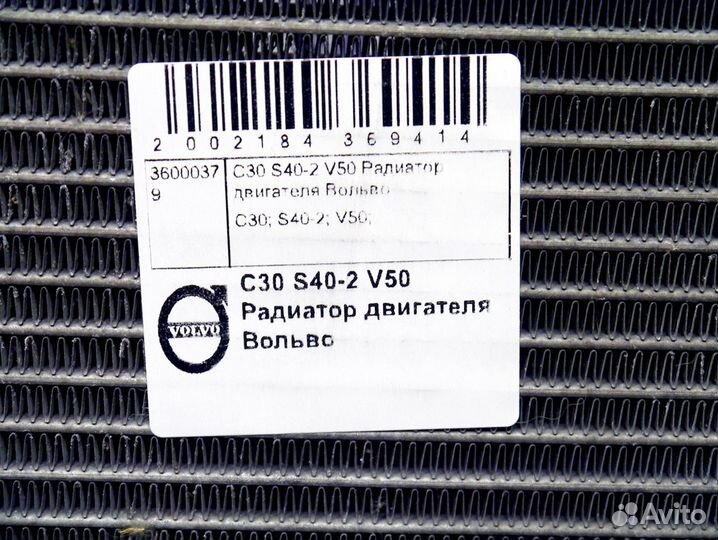 2 002184 369414
3600037
9
C30 S40-2 V50 Радиатор
двигателя Вольво
C30; S40-2; V50;
C30 S40-2 V50
Радиатор двигателя
Вольво
VOLVO
Avito